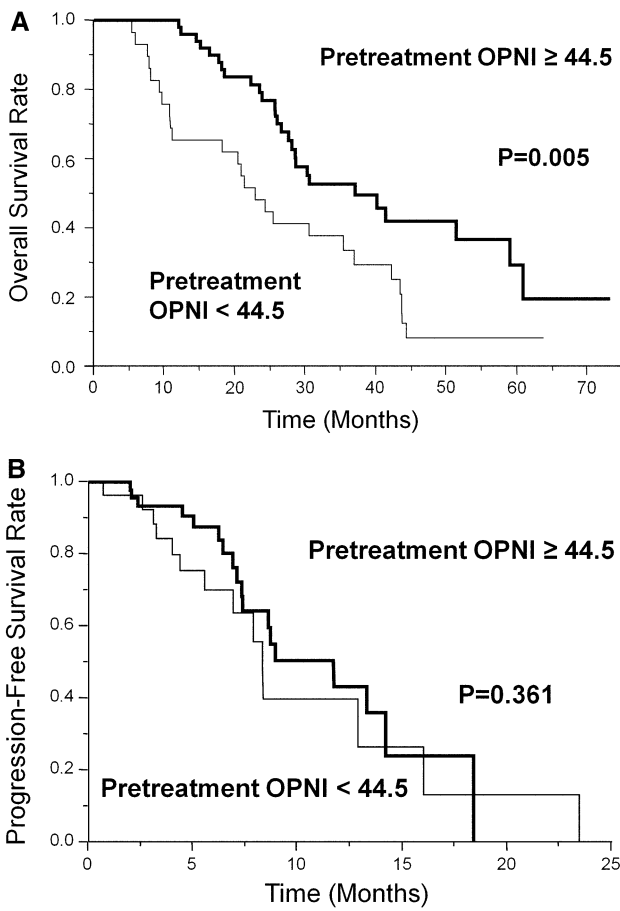 A
Overall Survival Rate
1.0
0.8
0.6
0.4
0.2
0.0
Pretreatment OPNI ≥ 44.5
P=0.005
Pretreatment
OPNI < 44.5
0 10 20 30 40 50 60 70
Time (Months)
B
Progression-Free Survival Rate
1.0
0.8
0.6
0.4
0.2
0.0
Pretreatment OPNI ≥ 44.5
P=0.361
Pretreatment OPNI < 44.5
0 5 10 15 20 25
Time (Months)